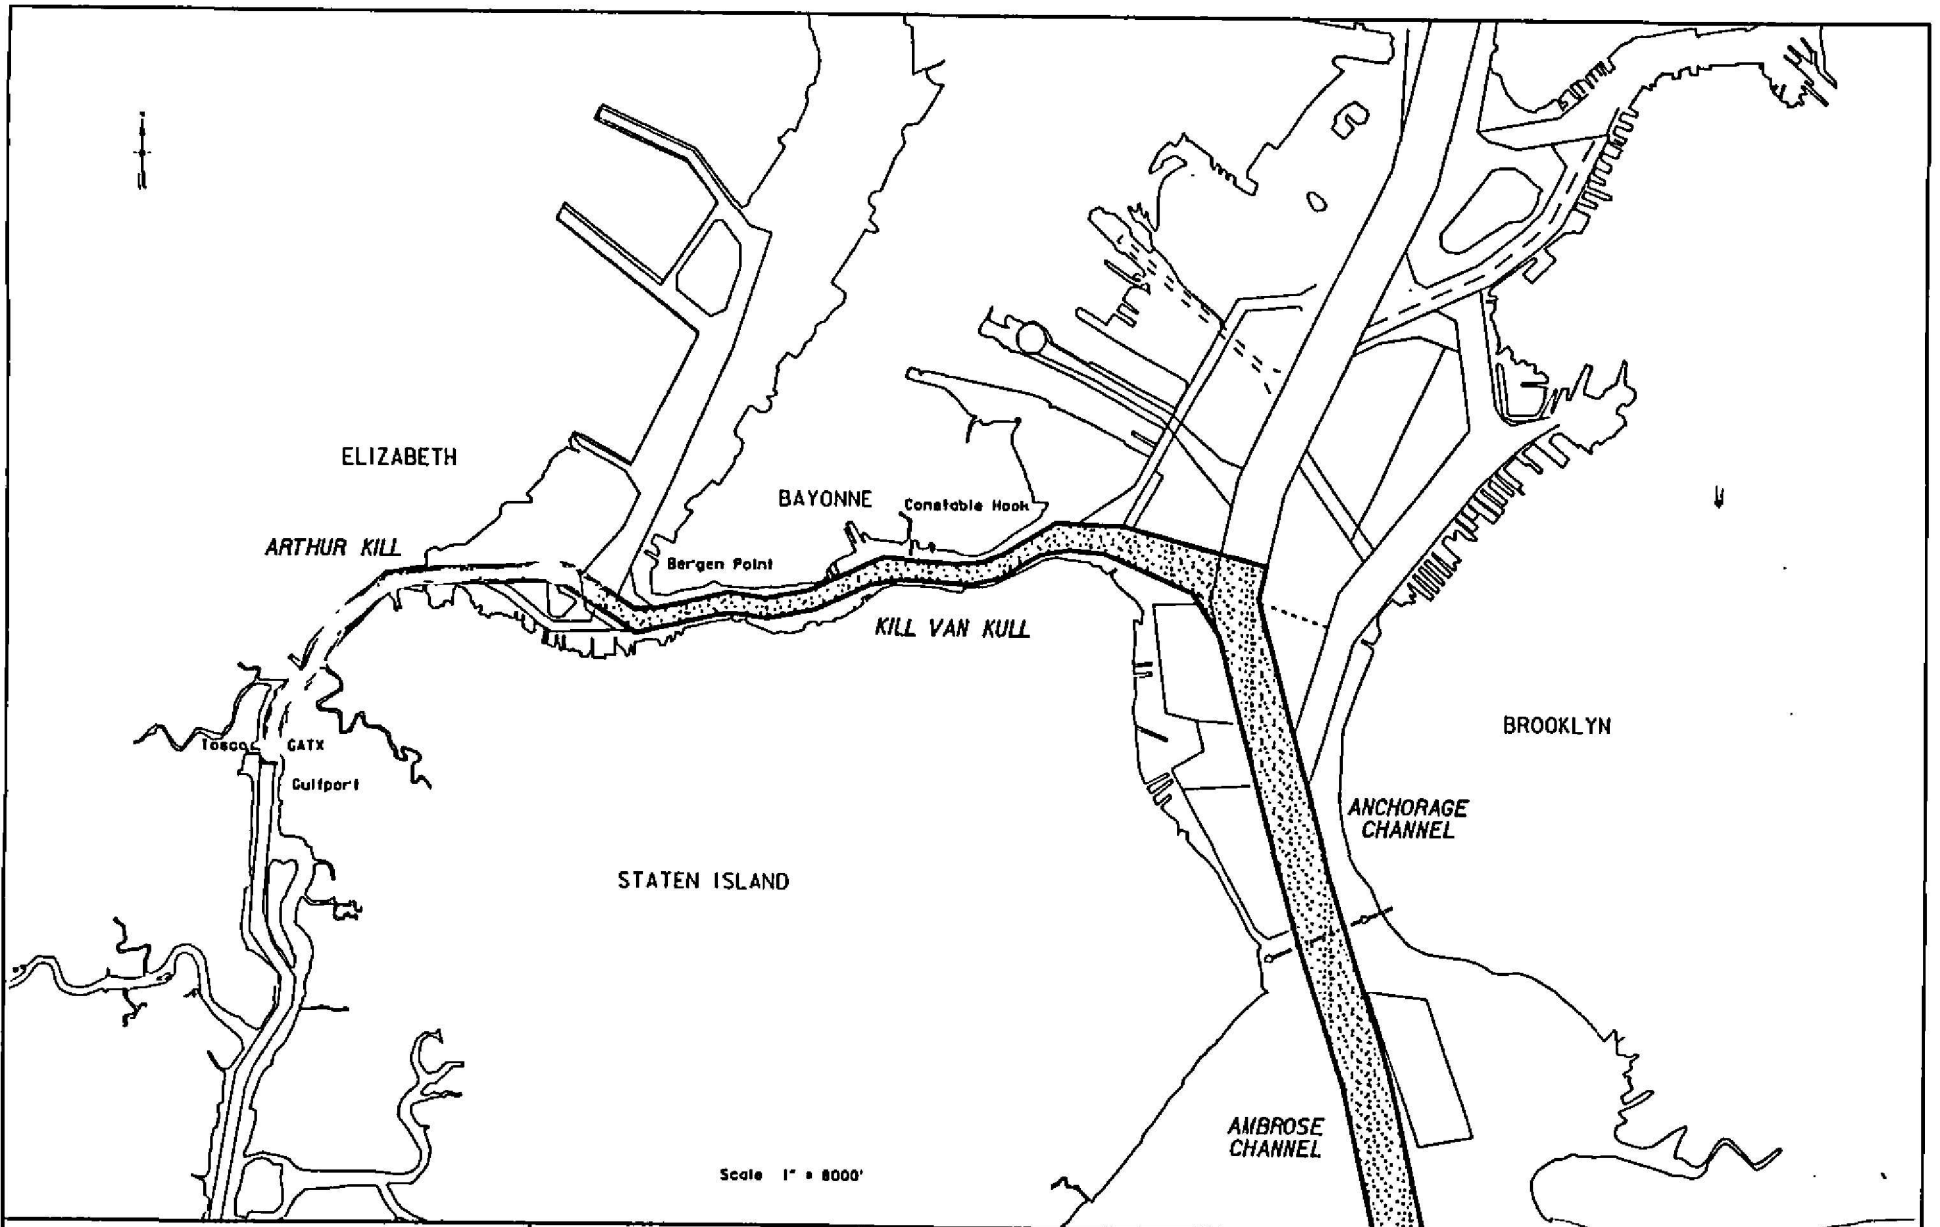 ELIZABETH
BAYONNE
Constable Hook
ARTHUR KILL
Bergen Point
KILL VAN KULL
Tosco
GATX
BROOKLYN
Gulfport
ANCHORAGE
CHANNEL
STATEN ISLAND
AMBROSE
CHANNEL
Scale 1" = 8000'